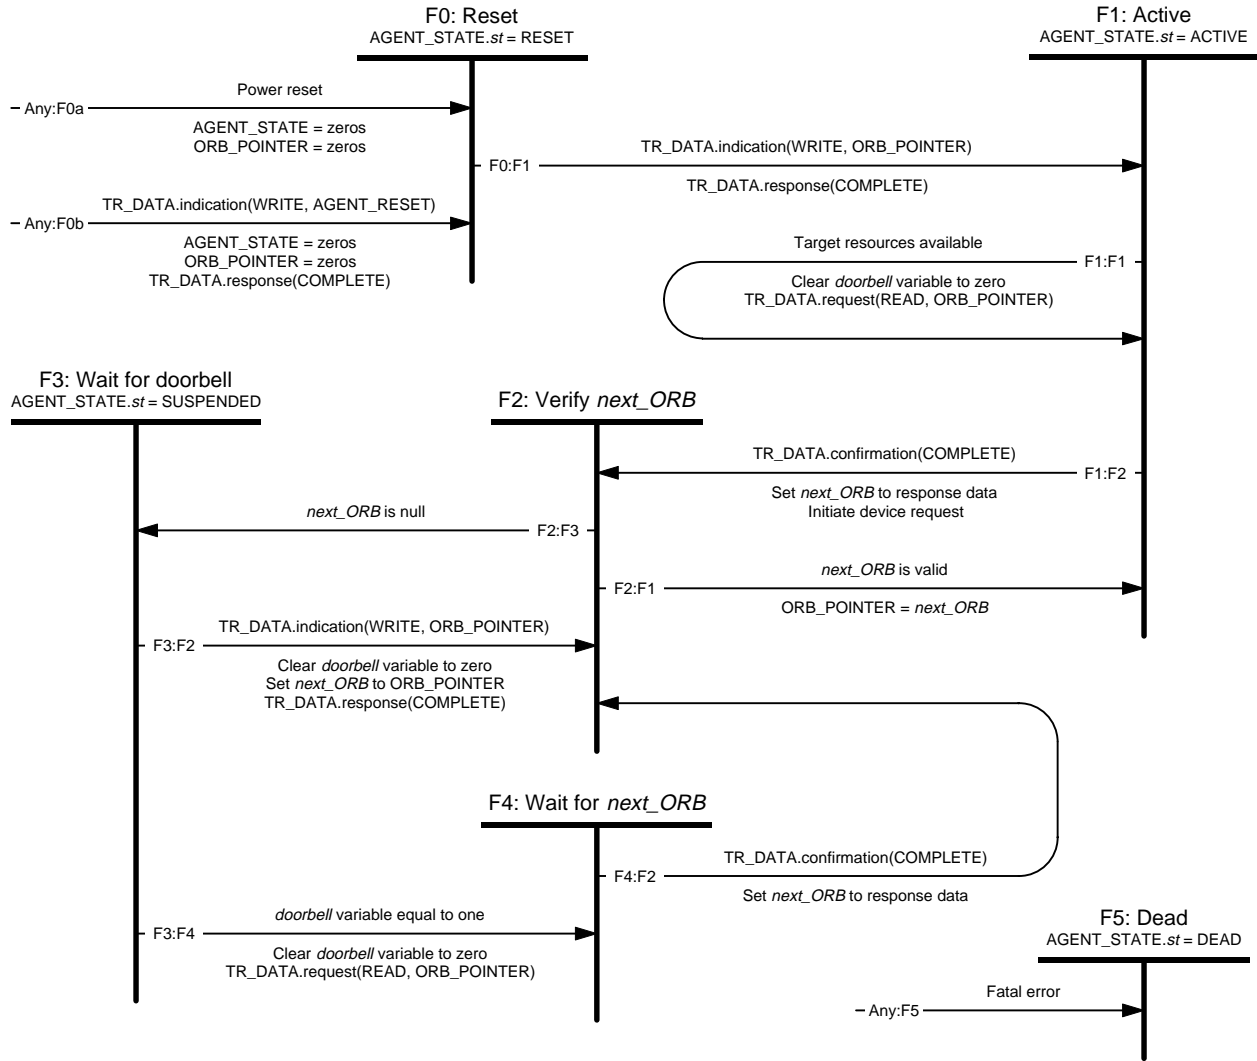 F0: Reset
AGENT_STATE.st = RESET
F1: Active
AGENT_STATE.st = ACTIVE
Any:F0a
Power reset
AGENT_STATE = zeros
ORB_POINTER = zeros
F0:F1
TR_DATA.indication(WRITE, ORB_POINTER)
TR_DATA.response(COMPLETE)
Any:F0b
TR_DATA.indication(WRITE, AGENT_RESET)
AGENT_STATE = zeros
ORB_POINTER = zeros
TR_DATA.response(COMPLETE)
Target resources available
F1:F1
Clear doorbell variable to zero
TR_DATA.request(READ, ORB_POINTER)
F3: Wait for doorbell
AGENT_STATE.st = SUSPENDED
F2: Verify next_ORB
TR_DATA.confirmation(COMPLETE)
F1:F2
Set next_ORB to response data
Initiate device request
next_ORB is null
F2:F3
next_ORB is valid
F2:F1
ORB_POINTER = next_ORB
TR_DATA.indication(WRITE, ORB_POINTER)
F3:F2
Clear doorbell variable to zero
Set next_ORB to ORB_POINTER
TR_DATA.response(COMPLETE)
F4: Wait for next_ORB
TR_DATA.confirmation(COMPLETE)
F4:F2
Set next_ORB to response data
doorbell variable equal to one
F3:F4
Clear doorbell variable to zero
TR_DATA.request(READ, ORB_POINTER)
F5: Dead
AGENT_STATE.st = DEAD
Fatal error
Any:F5